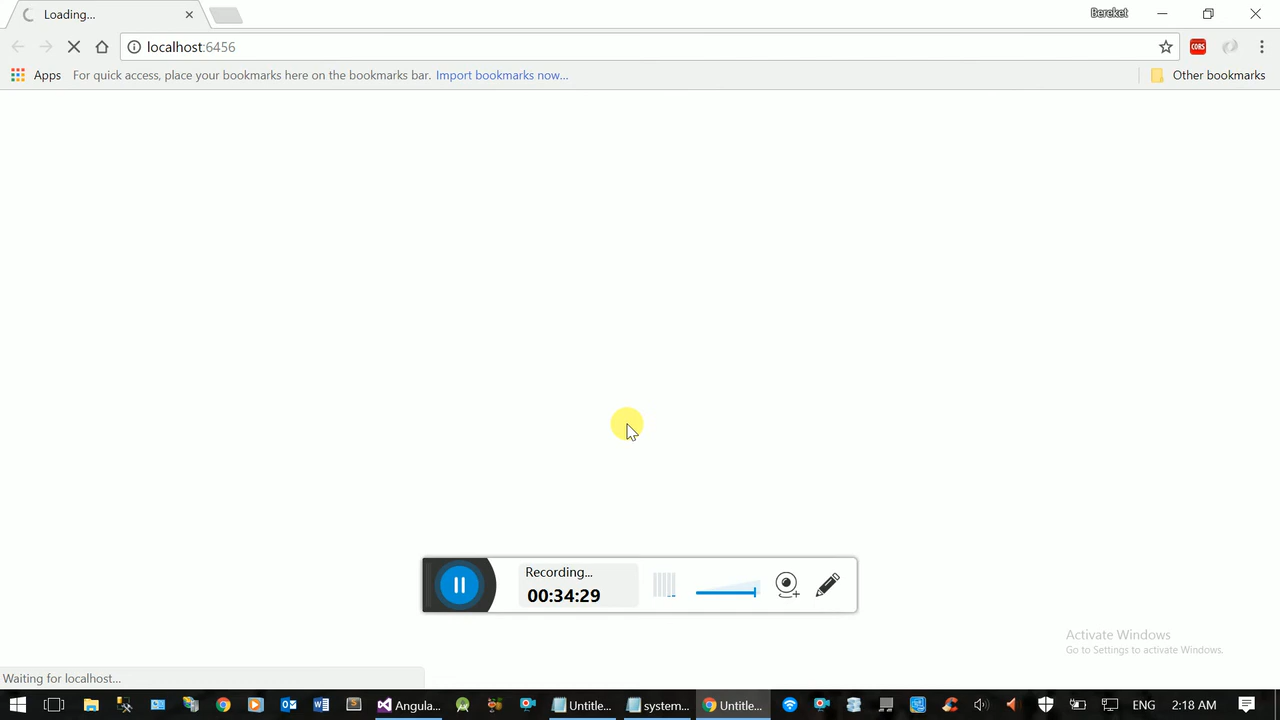 Loading...
Bereket
localhost:6456
CORS
Apps For quick access, place your bookmarks here on the bookmarks bar. Import bookmarks now... Other bookmarks
Recording...
00:34:29
Activate Windows
Go to Settings to activate Windows.
Waiting for localhost...
Angula... Untitle... system... Untitle... ENG 2:18 AM